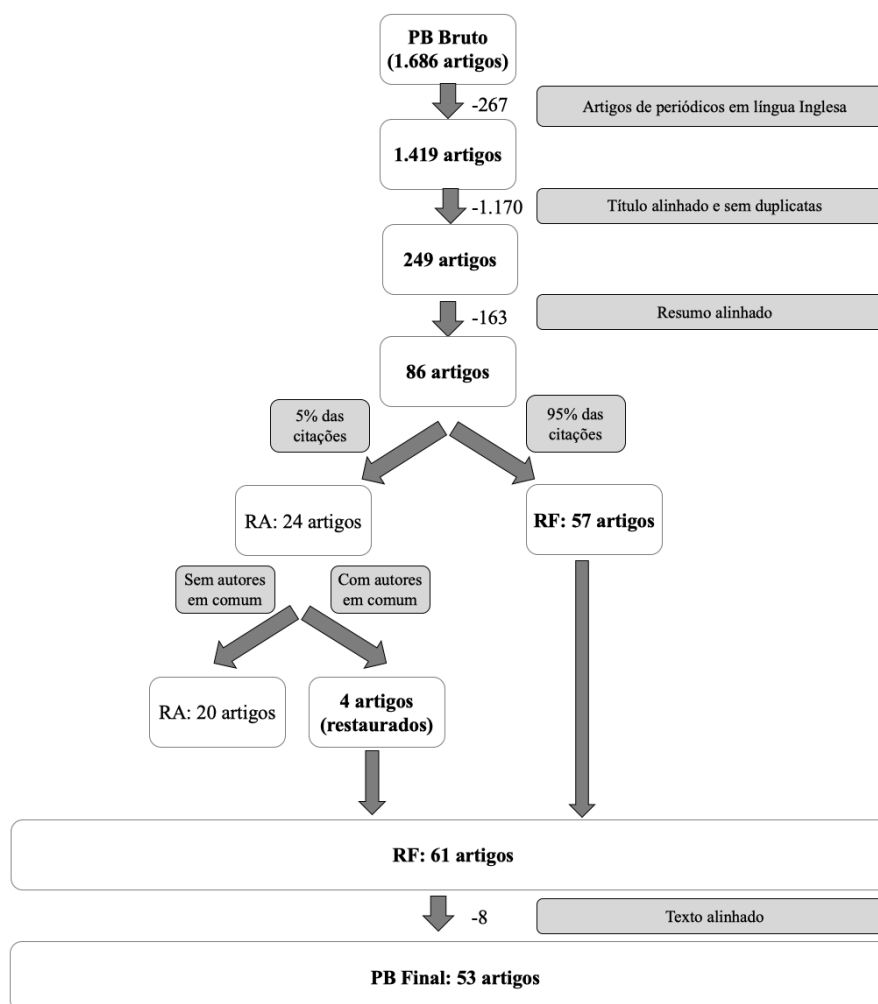 PB Bruto
(1.686 artigos)
-267
Artigos de periódicos em língua Inglesa
1.419 artigos
-1.170
Título alinhado e sem duplicatas
249 artigos
-163
Resumo alinhado
86 artigos
5% das
citações
95% das
citações
RA: 24 artigos
RF: 57 artigos
Sem autores
em comum
Com autores
em comum
RA: 20 artigos
4 artigos
(restaurados)
RF: 61 artigos
-8
Texto alinhado
PB Final: 53 artigos